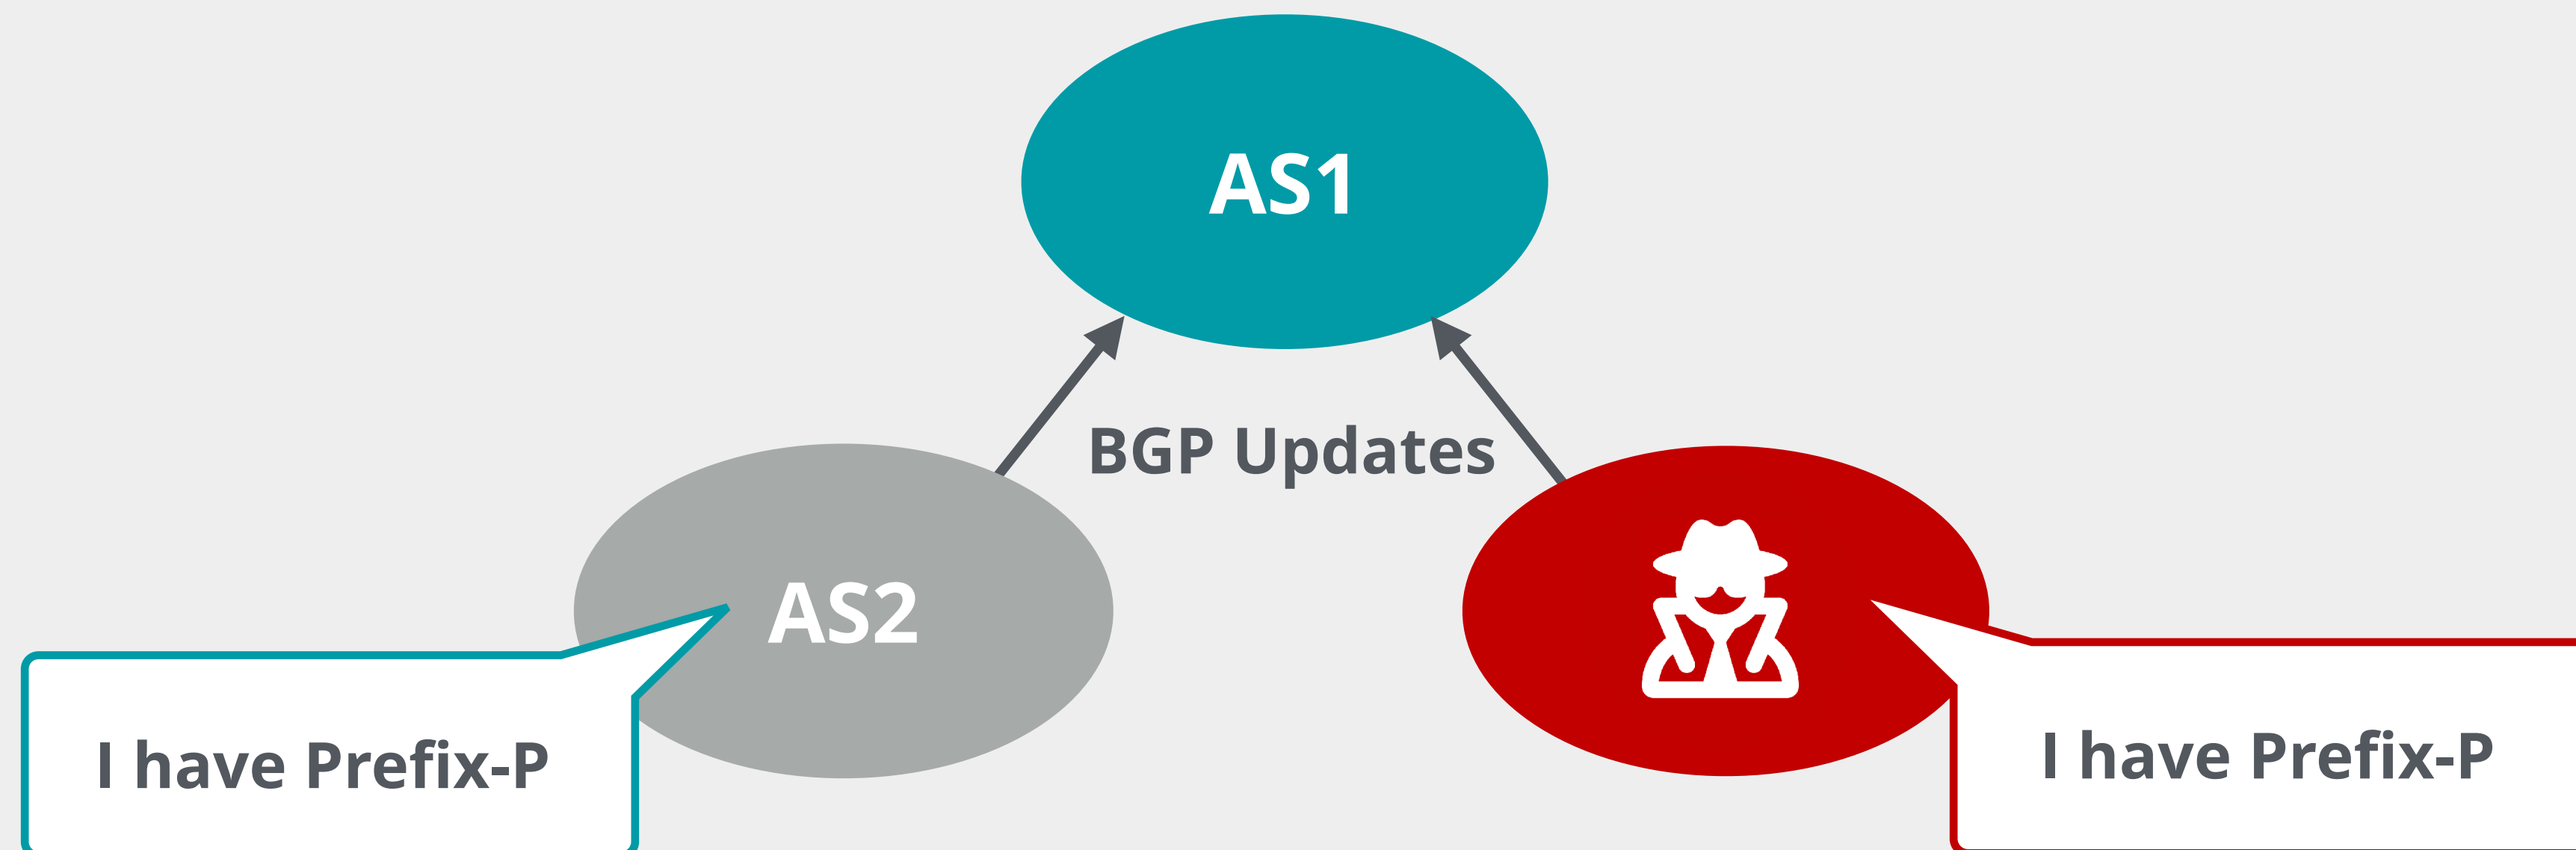 AS1
BGP Updates
AS2
I have Prefix-P
I have Prefix-P